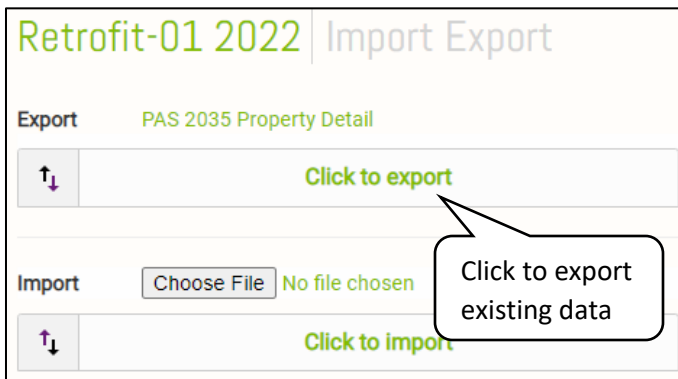 Retrofit-01 2022 Import Export
Export PAS 2035 Property Detail
Click to export
Click to export
existing data
Import Choose File No file chosen
Click to import